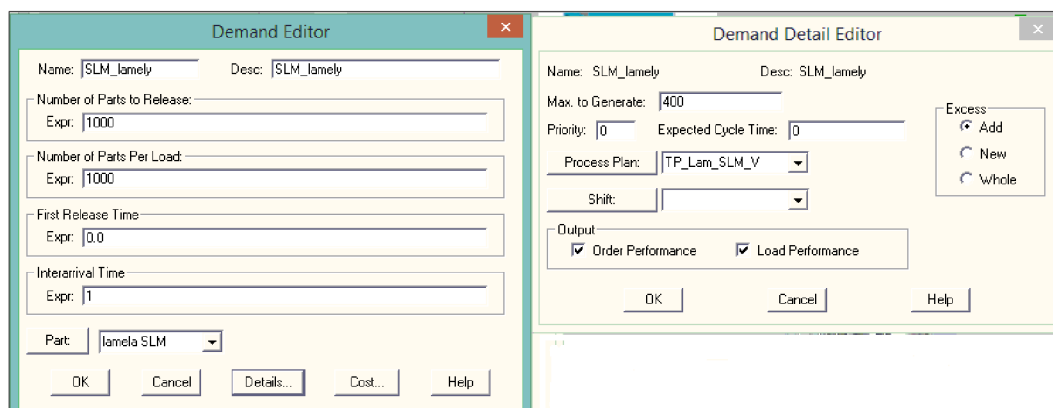 Demand Editor
Name: SLM_lamely Desc: SLM_lamely
Number of Parts to Release:
Expr: 1000
Number of Parts Per Load:
Expr: 1000
First Release Time
Expr: 0.0
Interarrival Time
Expr: 1
Part: lamela SLM
OK Cancel Details... Cost... Help
Demand Detail Editor
Name: SLM_lamely Desc: SLM_lamely
Max. to Generate: 400
Priority: 0 Expected Cycle Time: 0
Process Plan: TP_Lam_SLM_V
Shift:
Excess
Add
New
Whole
Output
Order Performance Load Performance
OK Cancel Help